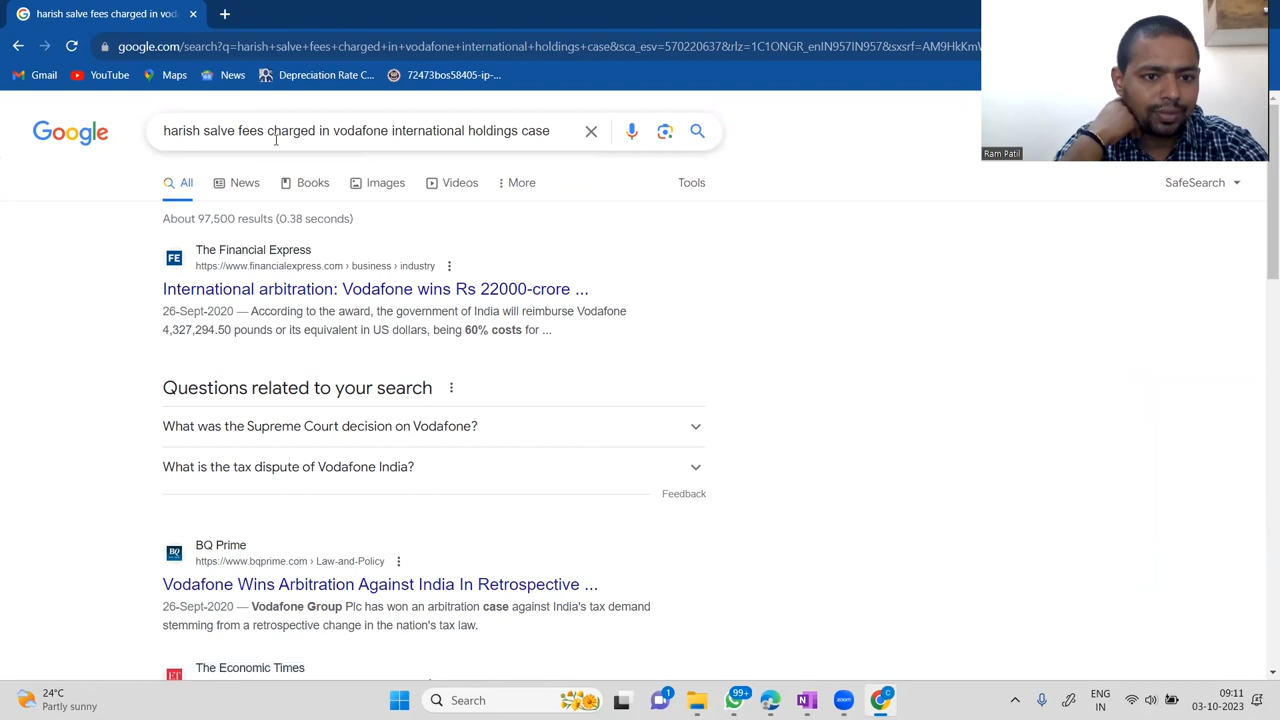 harish salve fees charged in vod
google.com/search?q=harish+salve+fees+charged+in+vodafone+international+holdings+case&sca_esv=570220637&rlz=1C1ONGR_enIN957IN957&sxsrf=AM9HkKmV
Gmail YouTube Maps News Depreciation Rate C... 72473bos58405-ip-...
Ram Patil
Google
harish salve fees charged in vodafone international holdings case
All News Books Images Videos More Tools SafeSearch
About 97,500 results (0.38 seconds)
FE
The Financial Express
https://www.financialexpress.com › business › industry
International arbitration: Vodafone wins Rs 22000-crore ...
26-Sept-2020 — According to the award, the government of India will reimburse Vodafone
4,327,294.50 pounds or its equivalent in US dollars, being 60% costs for ...
Questions related to your search
What was the Supreme Court decision on Vodafone?
What is the tax dispute of Vodafone India?
Feedback
BQ
BQ Prime
https://www.bqprime.com › Law-and-Policy
Vodafone Wins Arbitration Against India In Retrospective ...
26-Sept-2020 — Vodafone Group Plc has won an arbitration case against India's tax demand
stemming from a retrospective change in the nation's tax law.
ET
The Economic Times
24°C
Partly sunny
Search
1
99+
zoom
C
ENG
IN
09:11
03-10-2023